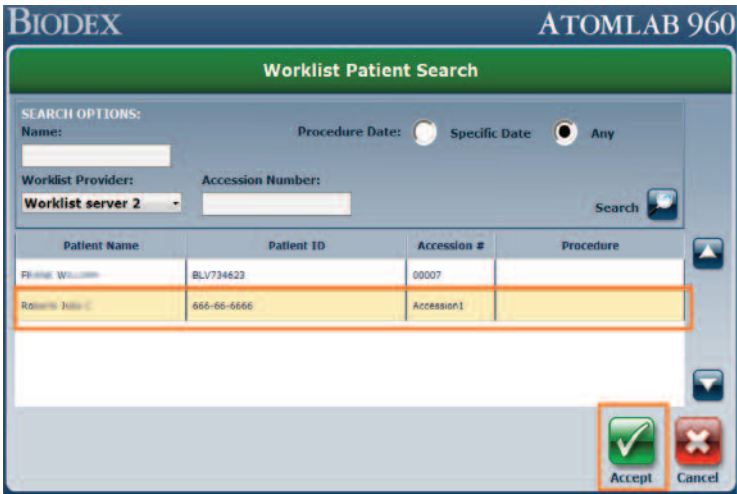 BIODEX ATOMLAB 960
Worklist Patient Search
SEARCH OPTIONS:
Name: Procedure Date: Specific Date Any
Worklist Provider: Accession Number:
Worklist server 2 Search
Patient Name Patient ID Accession # Procedure
BLV734623 00007
666-66-6666 Accession1
Accept Cancel